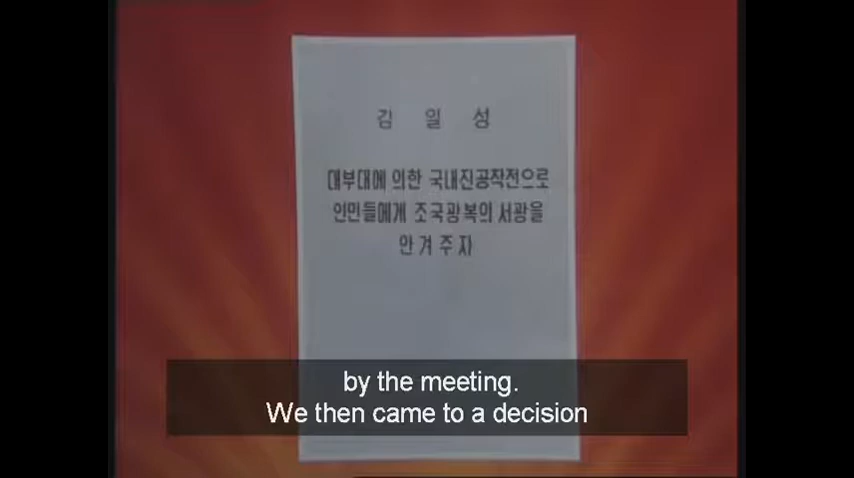 김 일 성
대부대에 의한 국내진공작전으로
인민들에게 조국광복의 서광을
안겨주자
by the meeting.
We then came to a decision